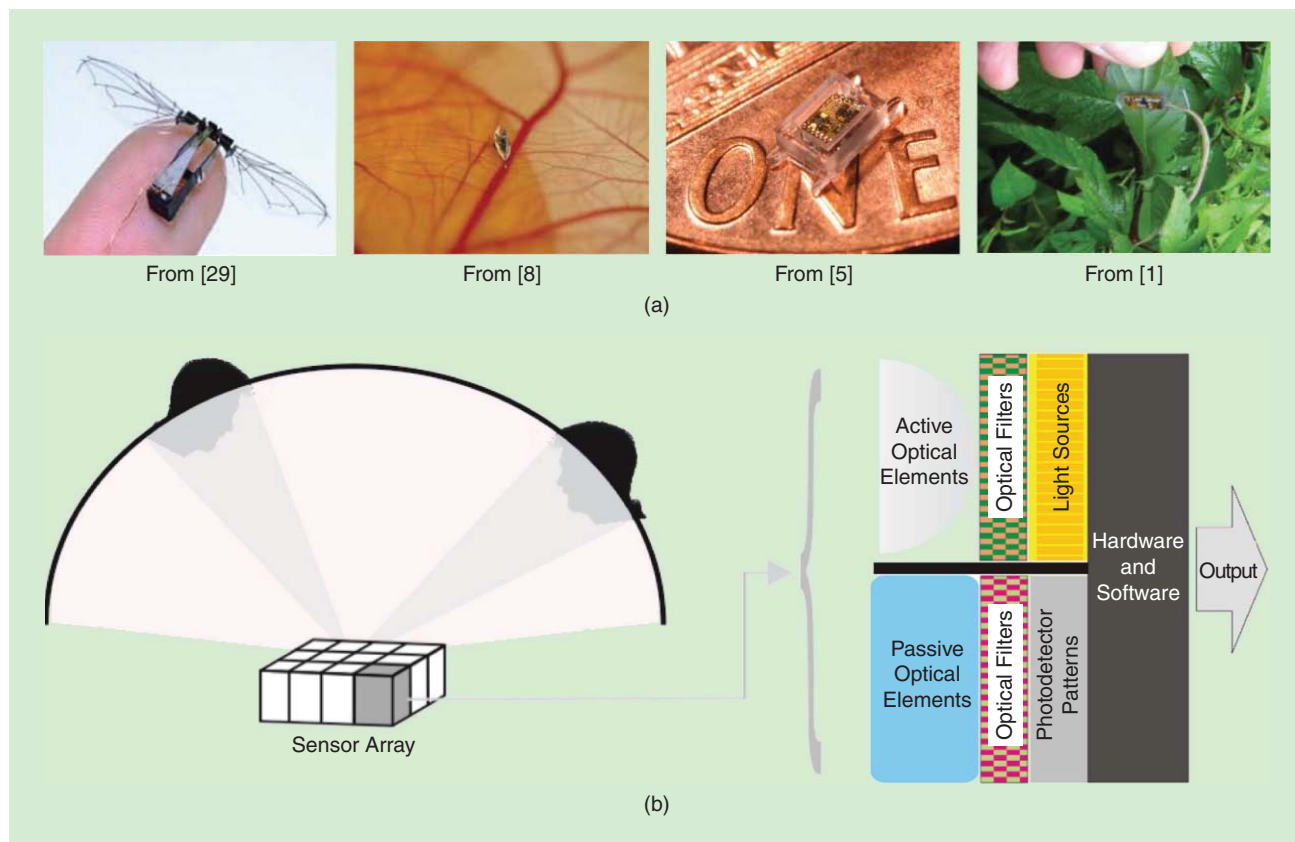 ONE
From [29]
From [8]
From [5]
From [1]
(a)
Active
Optical
Elements
Optical Filters
Light Sources
Hardware
and
Software
Output
Passive
Optical
Elements
Optical Filters
Photodetector
Patterns
Sensor Array
(b)